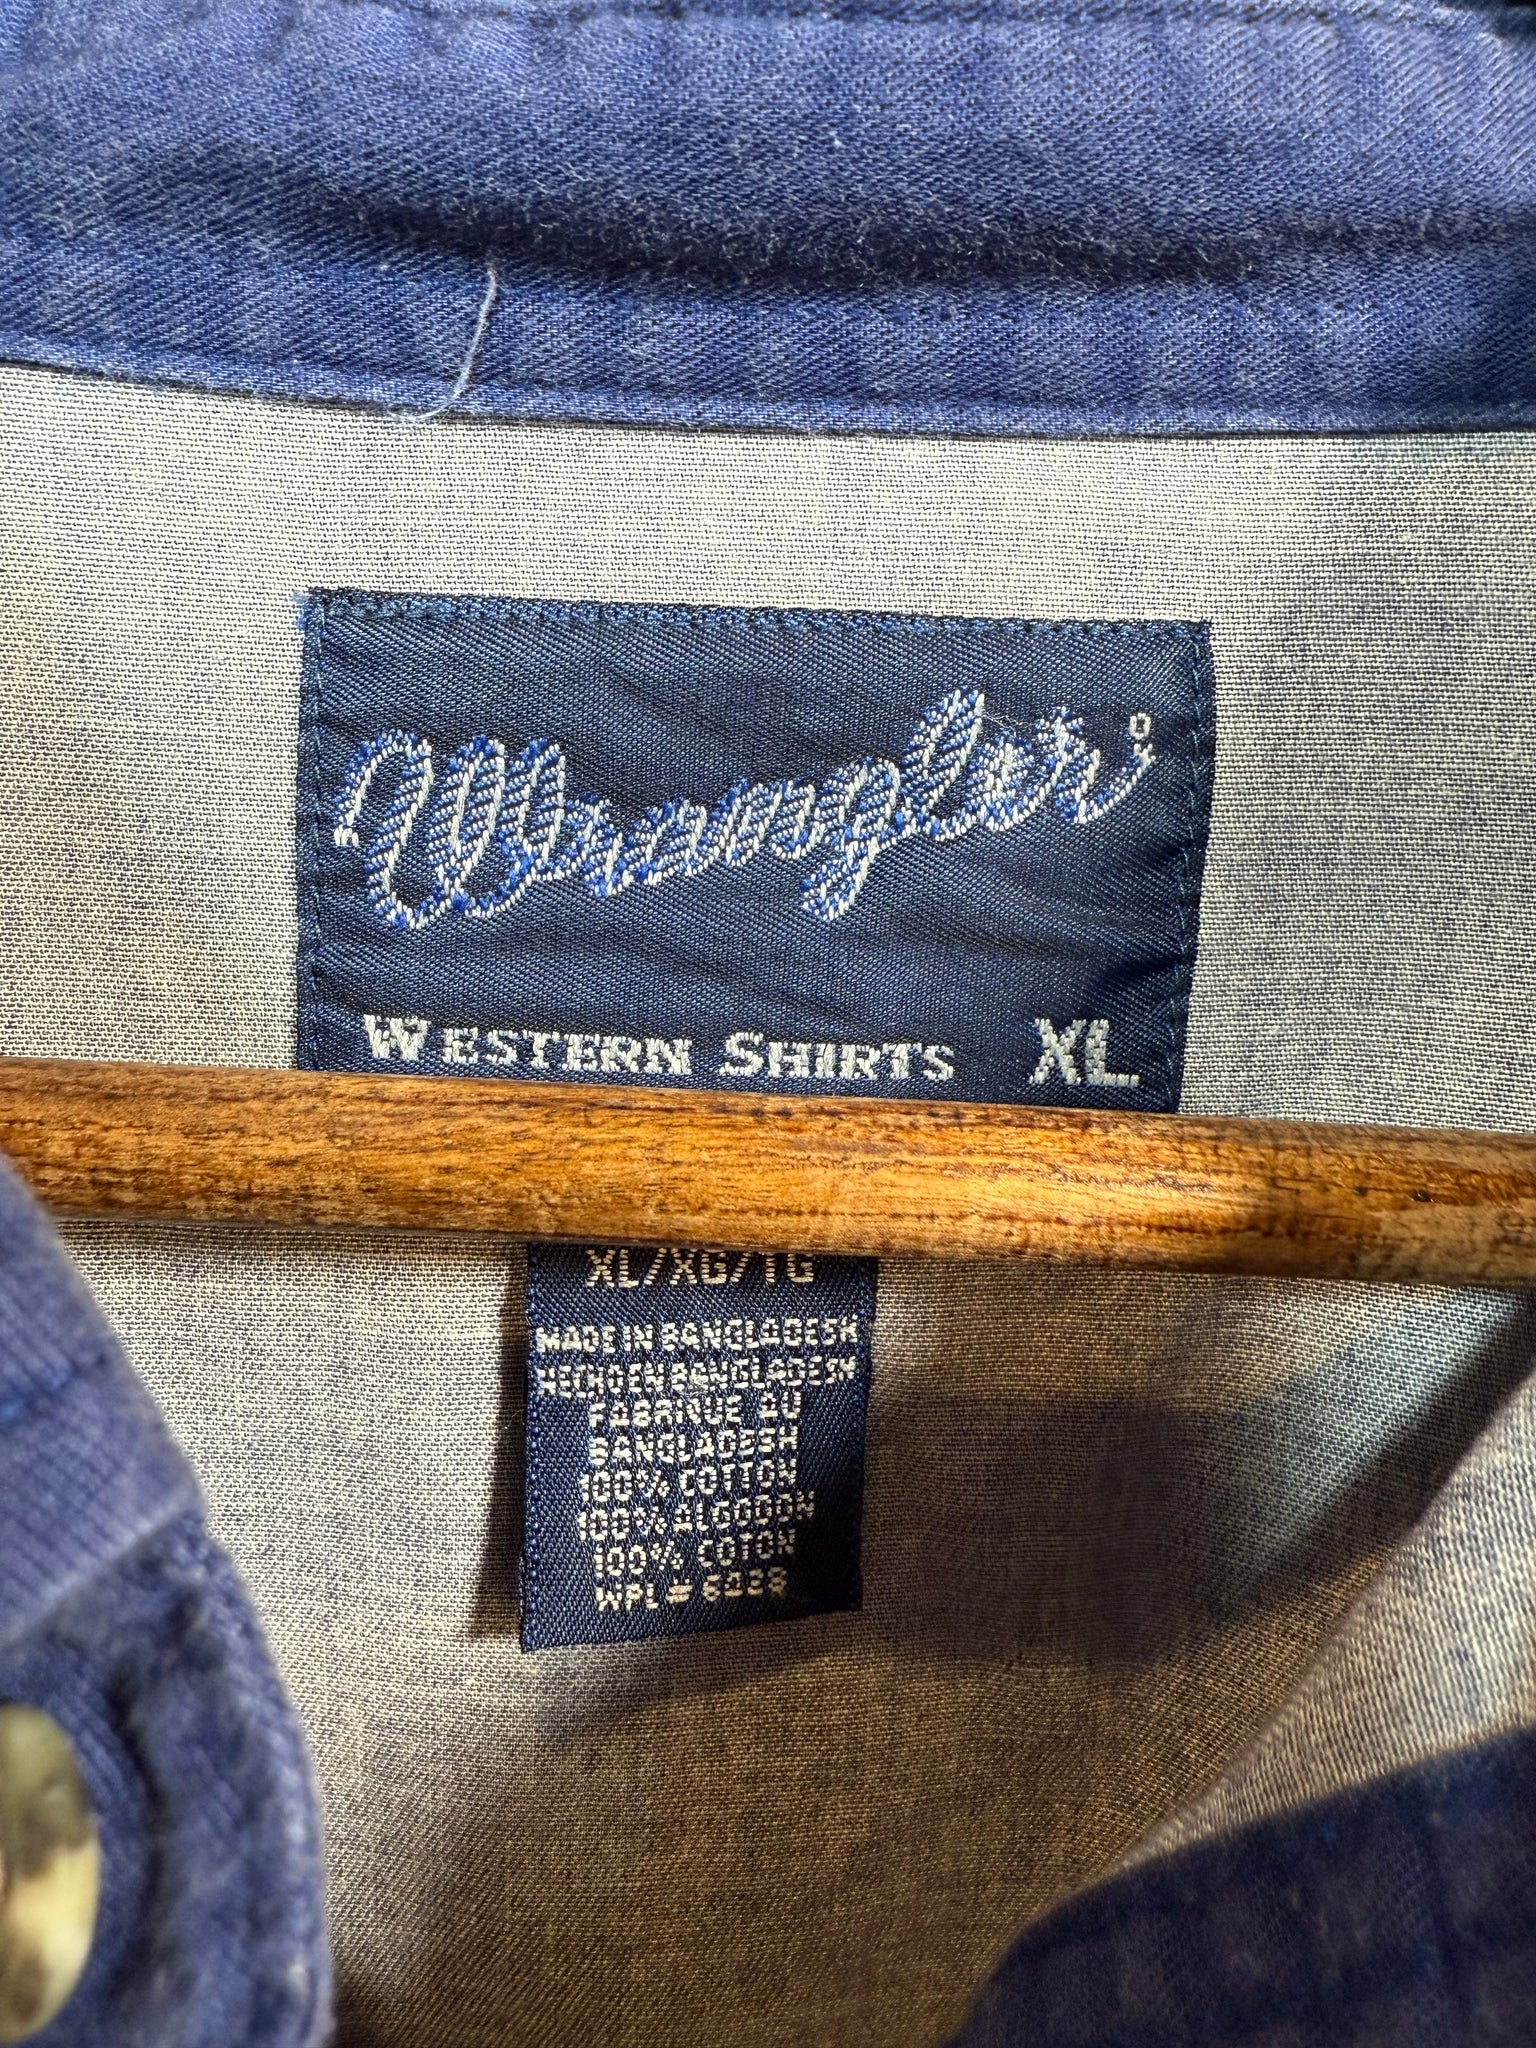 Wrangler®
WESTERN SHIRTS XL
XL/XG/TG
MADE IN BANGLADESH
HECHO EN BANGLADESH
FABRIQUE AU
BANGLADESH
100% COTTON
100% ALGODON
100% COTON
WPL # 6288